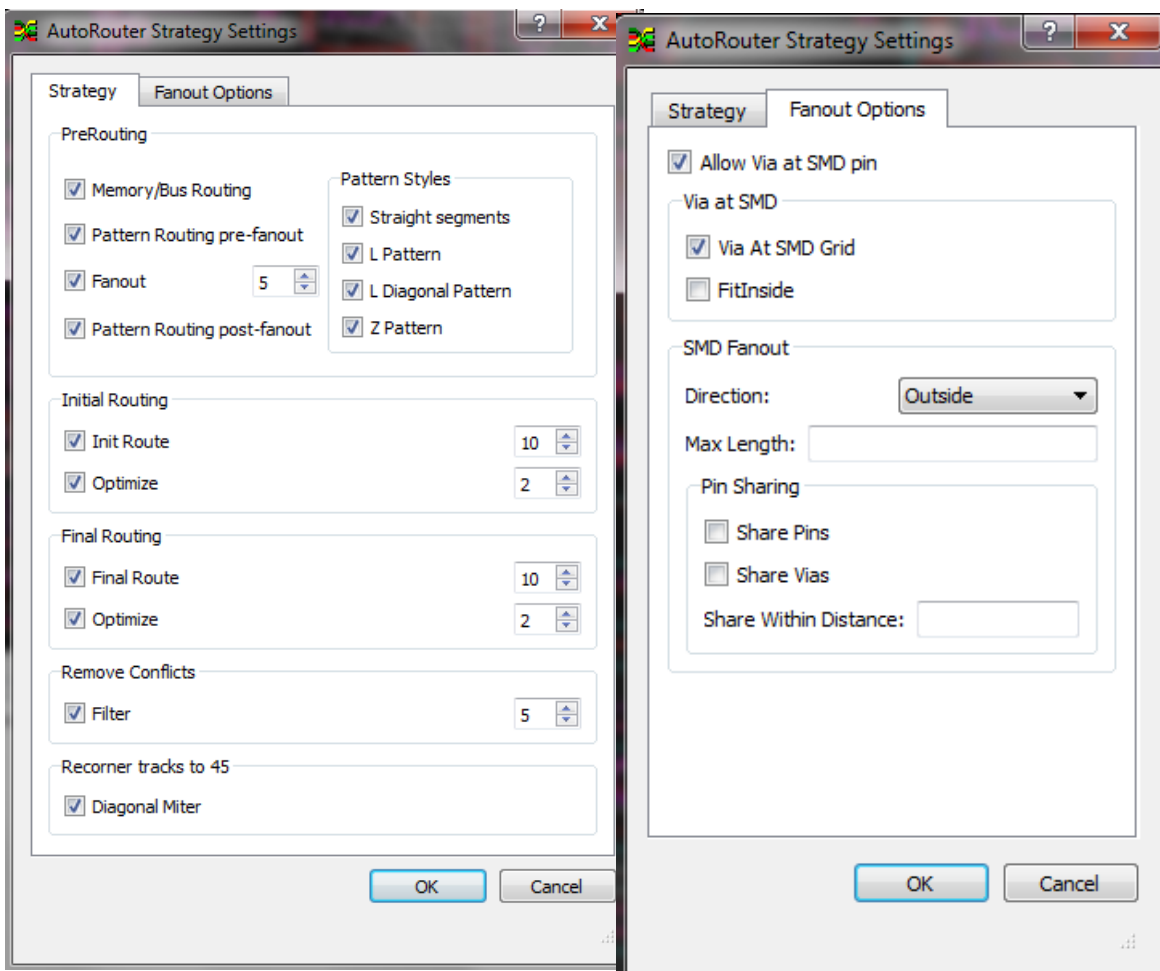 AutoRouter Strategy Settings
?
X
Strategy
Fanout Options
PreRouting
Memory/Bus Routing
Pattern Routing pre-fanout
Fanout
5
Pattern Routing post-fanout
Pattern Styles
Straight segments
L Pattern
L Diagonal Pattern
Z Pattern
Initial Routing
Init Route
10
Optimize
2
Final Routing
Final Route
10
Optimize
2
Remove Conflicts
Filter
5
Recorner tracks to 45
Diagonal Miter
OK
Cancel
AutoRouter Strategy Settings
?
X
Strategy
Fanout Options
Allow Via at SMD pin
Via at SMD
Via At SMD Grid
FitInside
SMD Fanout
Direction:
Outside
Max Length:
Pin Sharing
Share Pins
Share Vias
Share Within Distance:
OK
Cancel